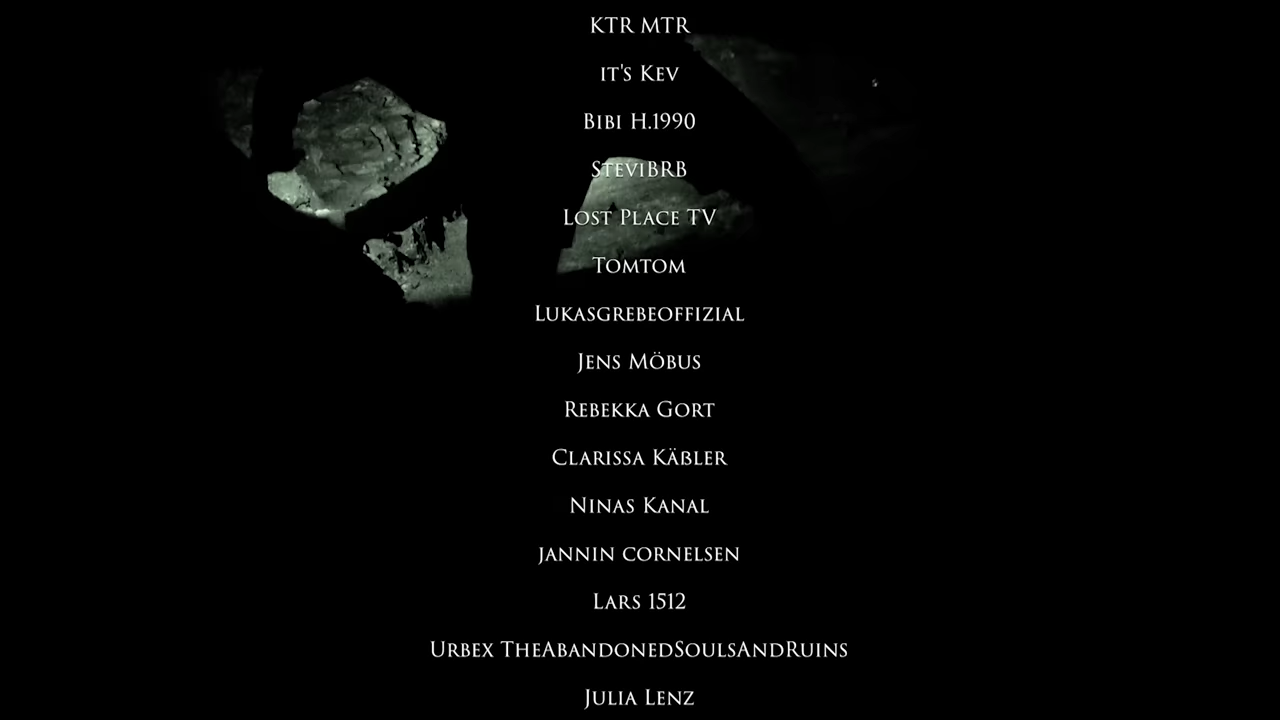 KTR MTR
it's Kev
Bibi H.1990
SteviBRB
Lost Place TV
Tomtom
Lukasgrebeoffizial
Jens Möbus
Rebekka Gort
Clarissa Käßler
Ninas Kanal
jannin cornelsen
Lars 1512
Urbex TheAbandonedSoulsAndRuins
Julia Lenz